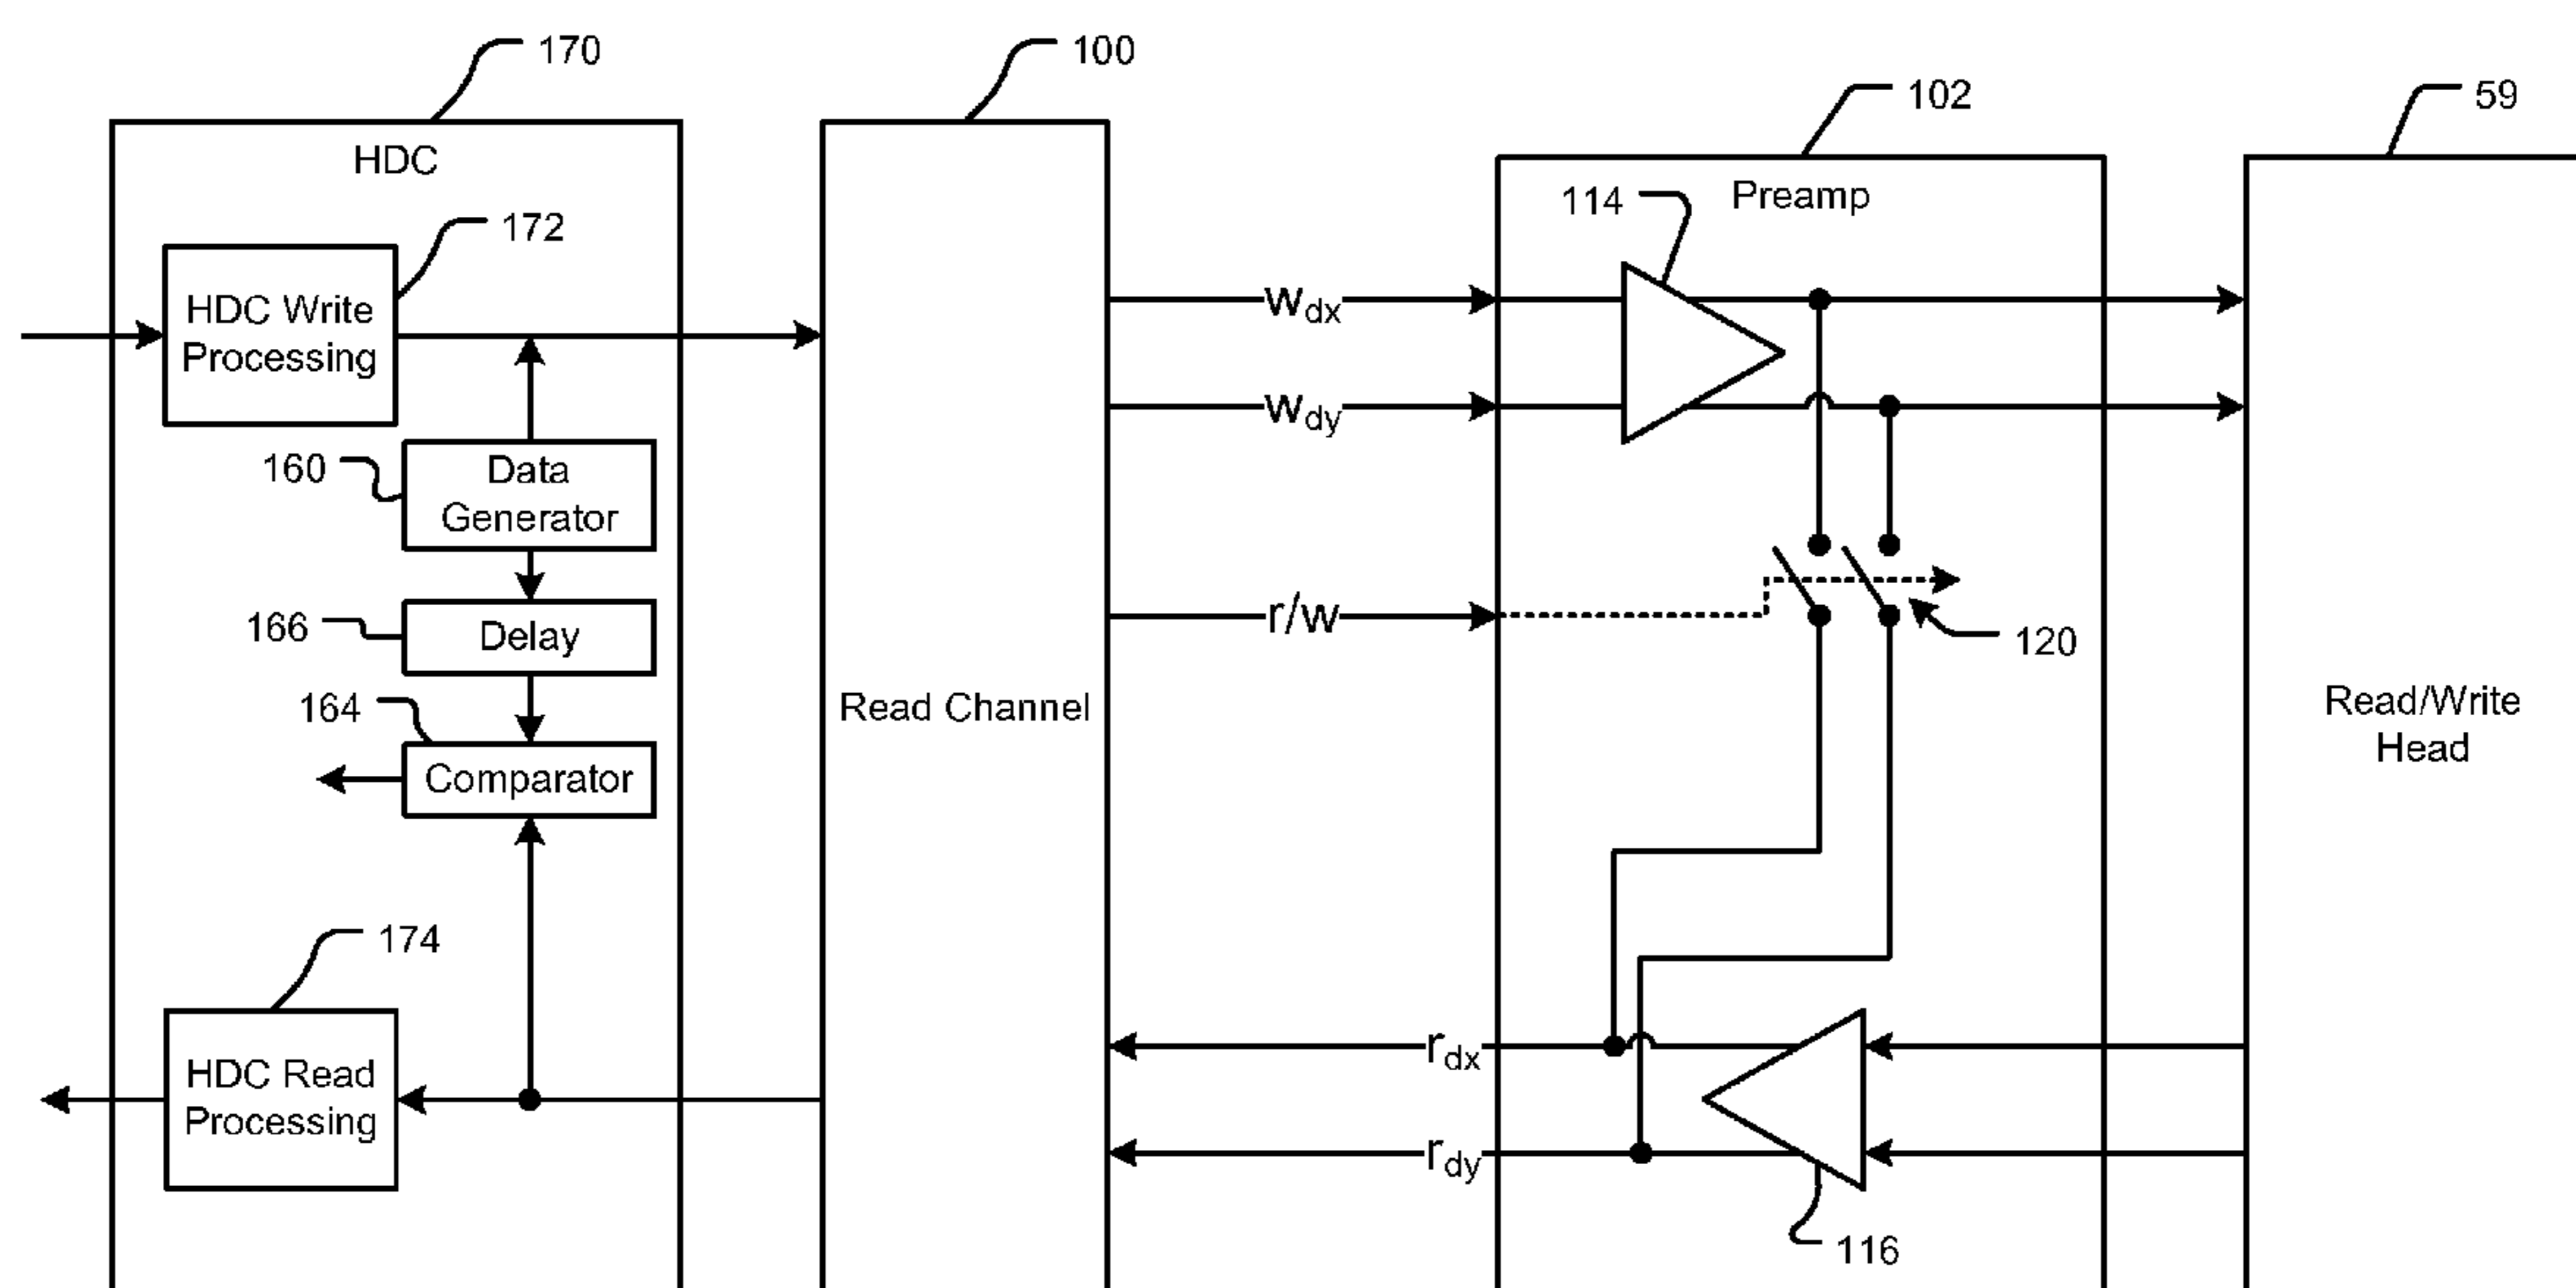 170
100
102
59
HDC
Preamp
114
172
HDC Write
Processing
wdx
wdy
160
Data
Generator
r/w
166
Delay
120
164
Read Channel
Read/Write
Head
Comparator
174
rdx
HDC Read
Processing
rdy
116